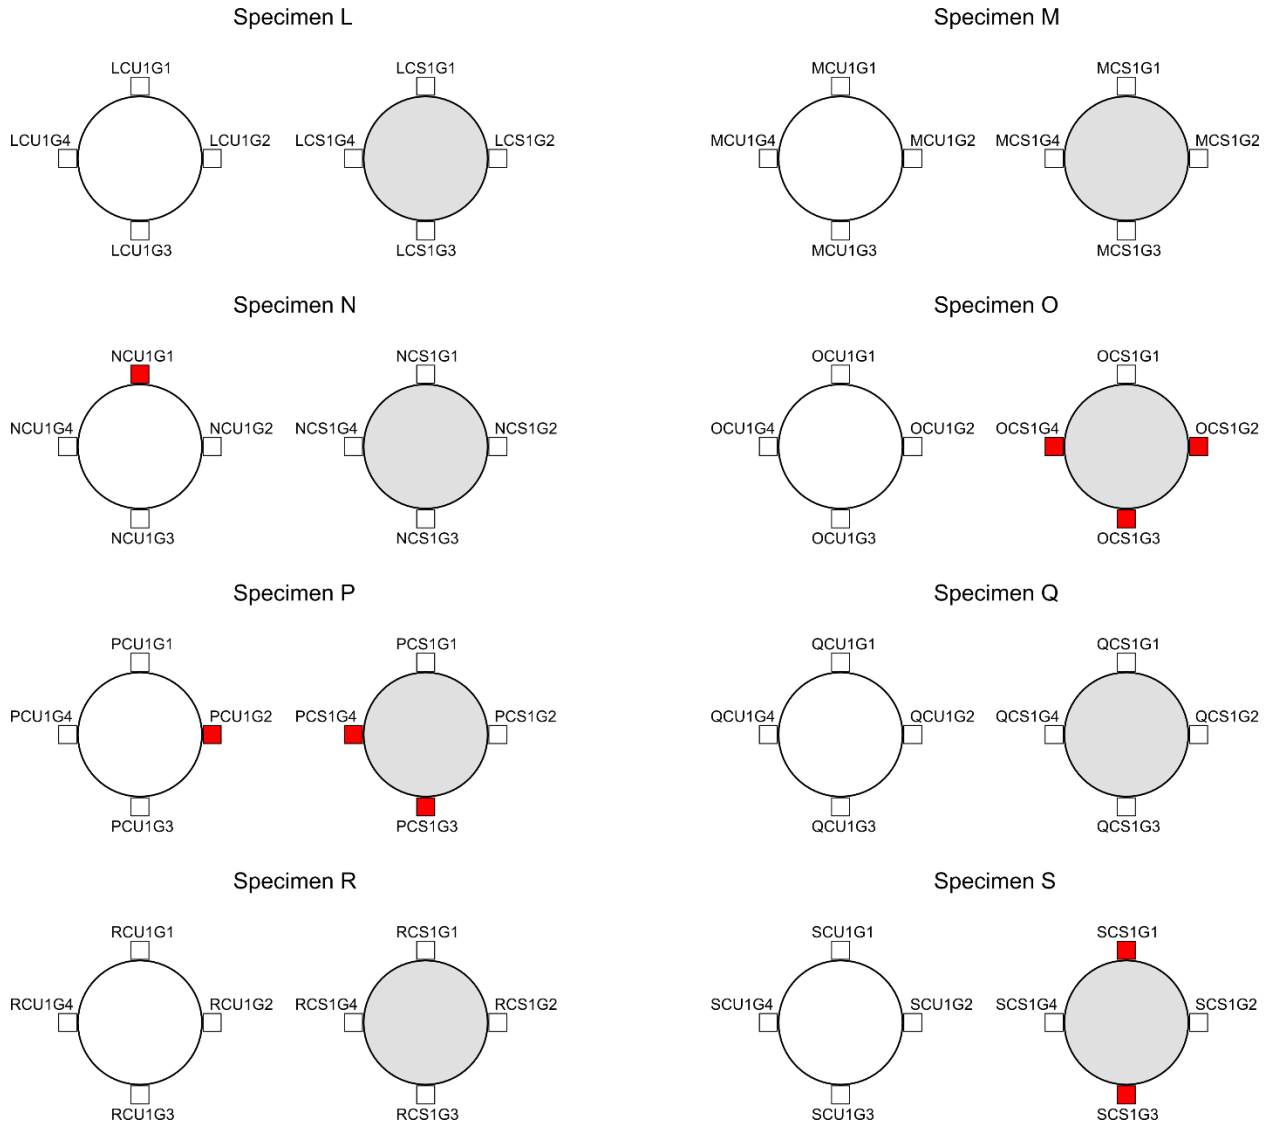 Specimen L
LCU1G1
LCU1G4
LCU1G2
LCU1G3
LCS1G1
LCS1G4
LCS1G2
LCS1G3
Specimen M
MCU1G1
MCU1G4
MCU1G2
MCU1G3
MCS1G1
MCS1G4
MCS1G2
MCS1G3
Specimen N
NCU1G1
NCU1G4
NCU1G2
NCU1G3
NCS1G1
NCS1G4
NCS1G2
NCS1G3
Specimen O
OCU1G1
OCU1G4
OCU1G2
OCU1G3
OCS1G1
OCS1G4
OCS1G2
OCS1G3
Specimen P
PCU1G1
PCU1G4
PCU1G2
PCU1G3
PCS1G1
PCS1G4
PCS1G2
PCS1G3
Specimen Q
QCU1G1
QCU1G4
QCU1G2
QCU1G3
QCS1G1
QCS1G4
QCS1G2
QCS1G3
Specimen R
RCU1G1
RCU1G4
RCU1G2
RCU1G3
RCS1G1
RCS1G4
RCS1G2
RCS1G3
Specimen S
SCU1G1
SCU1G4
SCU1G2
SCU1G3
SCS1G1
SCS1G4
SCS1G2
SCS1G3